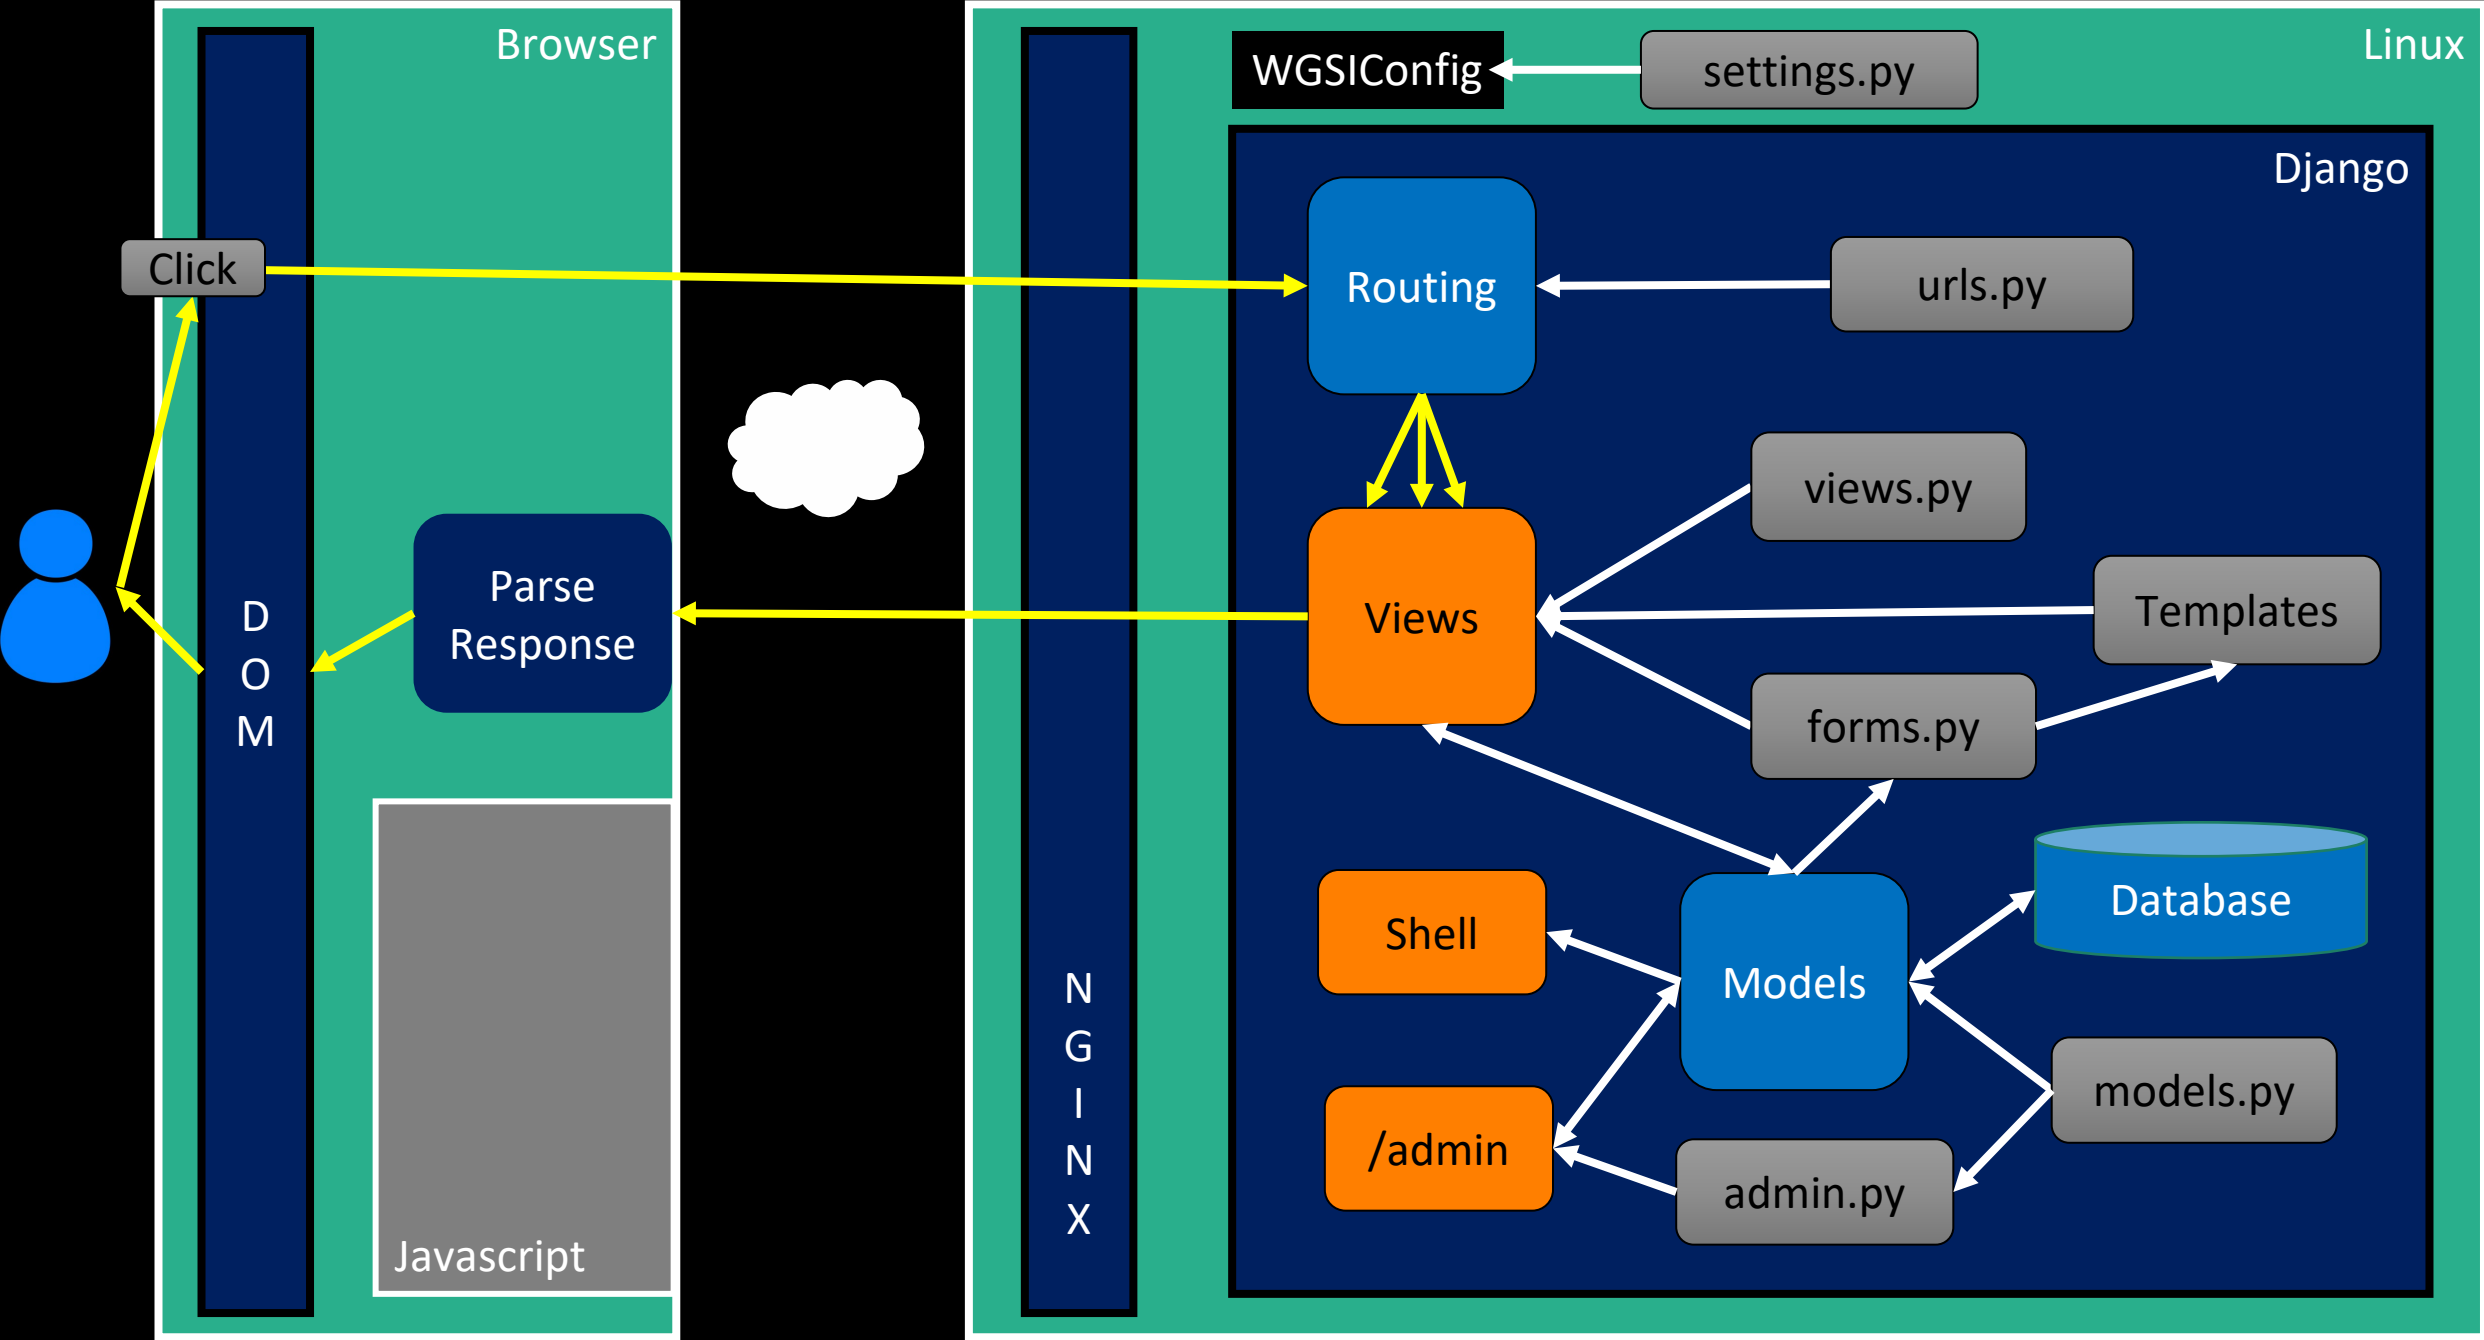 Browser
Click
D
O
M
Parse
Response
Javascript
Linux
N
G
I
N
X
WGSIConfig
settings.py
Django
Routing
urls.py
views.py
Views
Templates
forms.py
Shell
Models
Database
/admin
models.py
admin.py